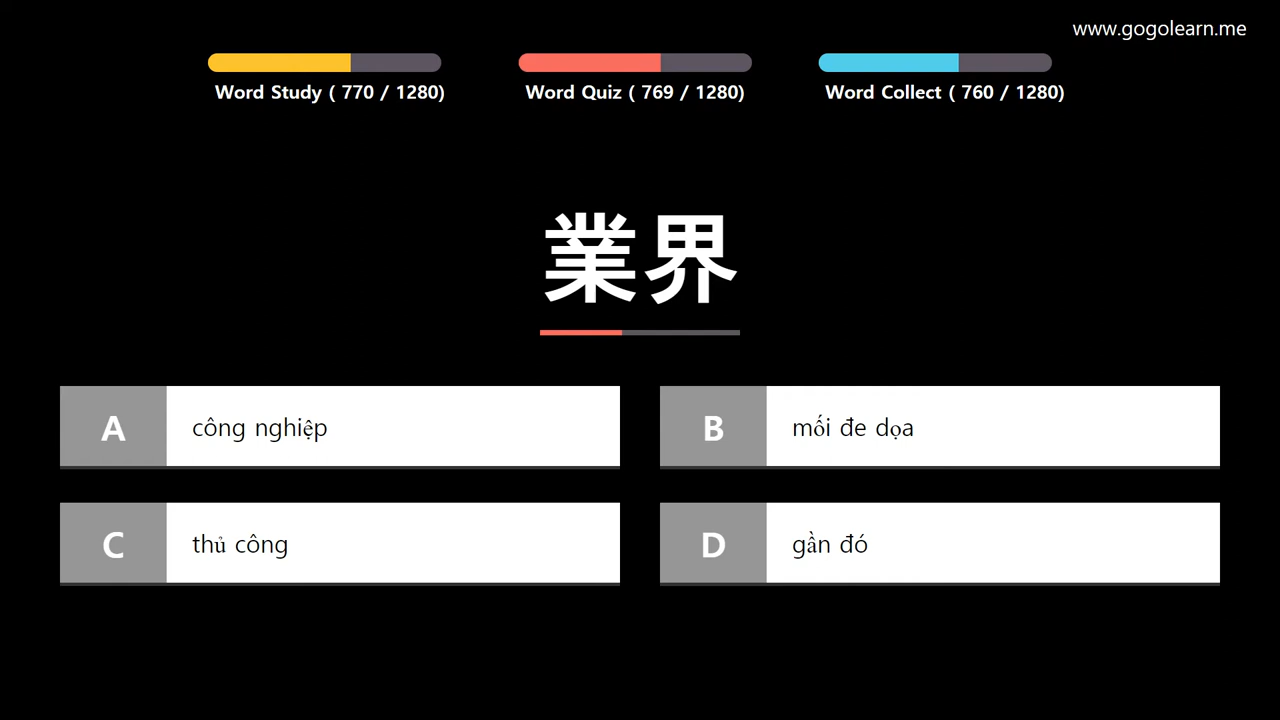 www.gogolearn.me
Word Study ( 770 / 1280)
Word Quiz ( 769 / 1280)
Word Collect ( 760 / 1280)
業界
A công nghiệp
B mối đe dọa
C thủ công
D gần đó